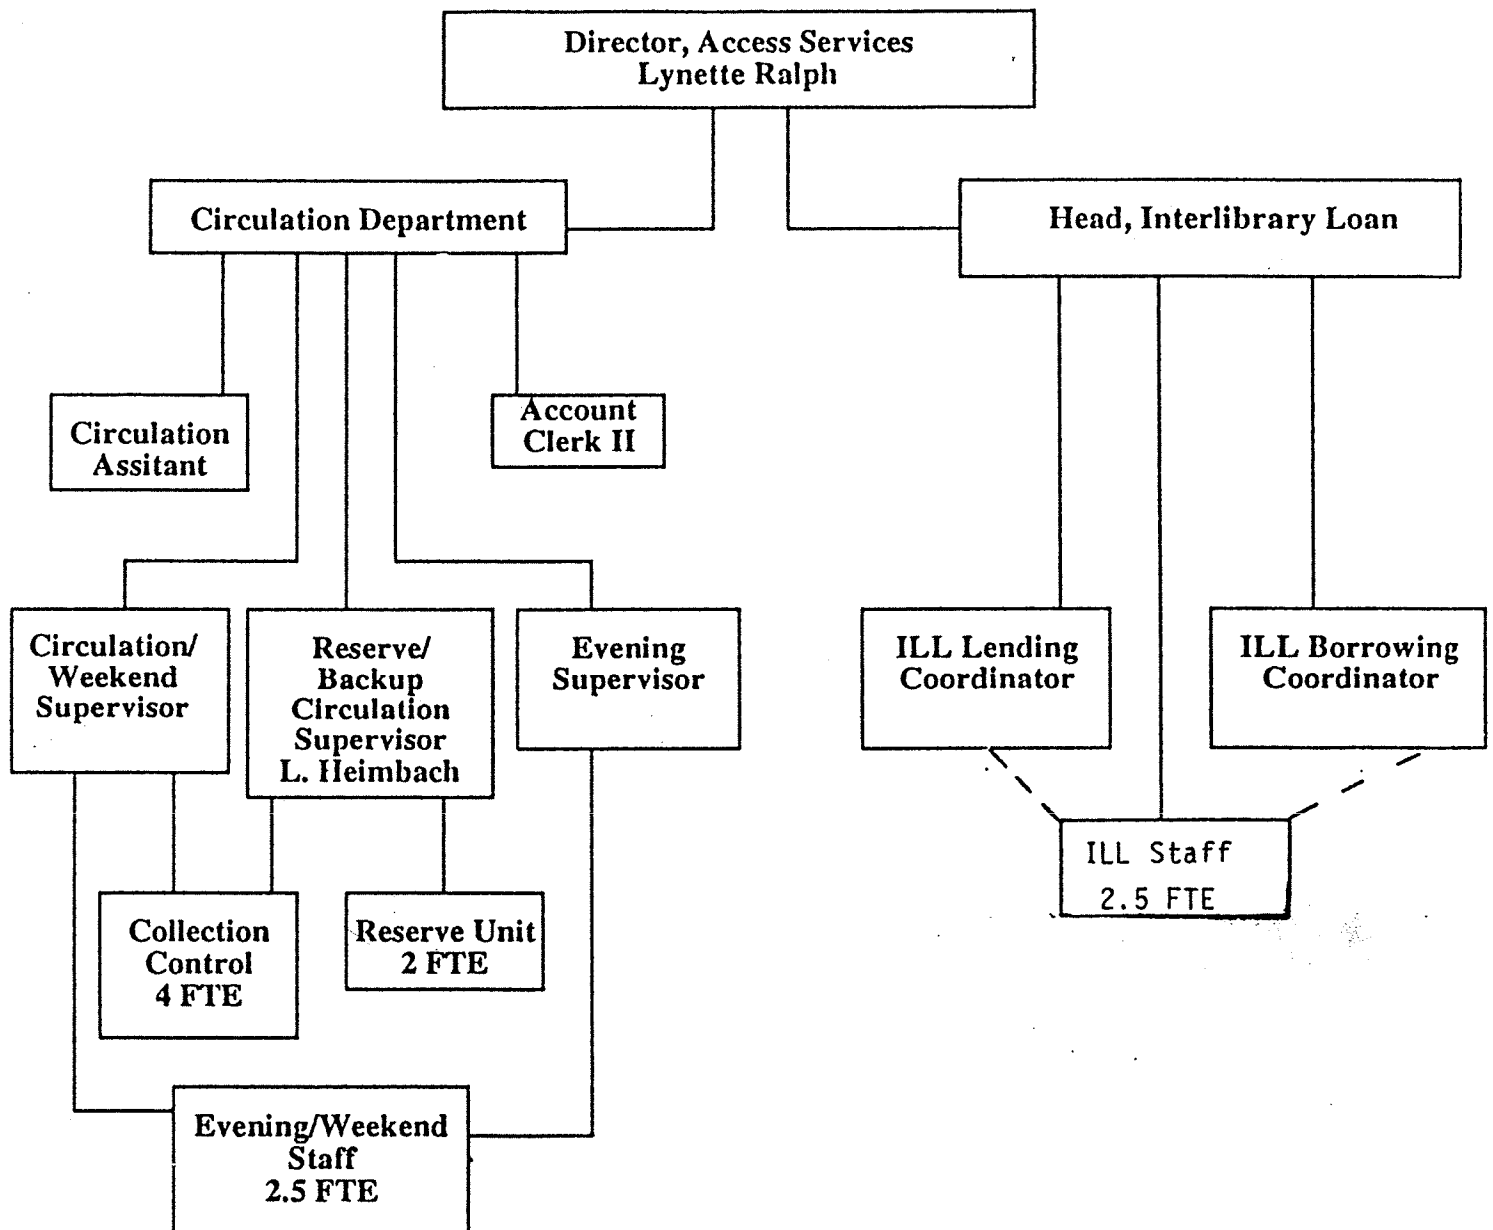 Director, Access Services
Lynette Ralph
Circulation Department
Head, Interlibrary Loan
Circulation
Assitant
Account
Clerk II
Circulation/
Weekend
Supervisor
Reserve/
Backup
Circulation
Supervisor
L. Heimbach
Evening
Supervisor
ILL Lending
Coordinator
ILL Borrowing
Coordinator
ILL Staff
2.5 FTE
Collection
Control
4 FTE
Reserve Unit
2 FTE
Evening/Weekend
Staff
2.5 FTE